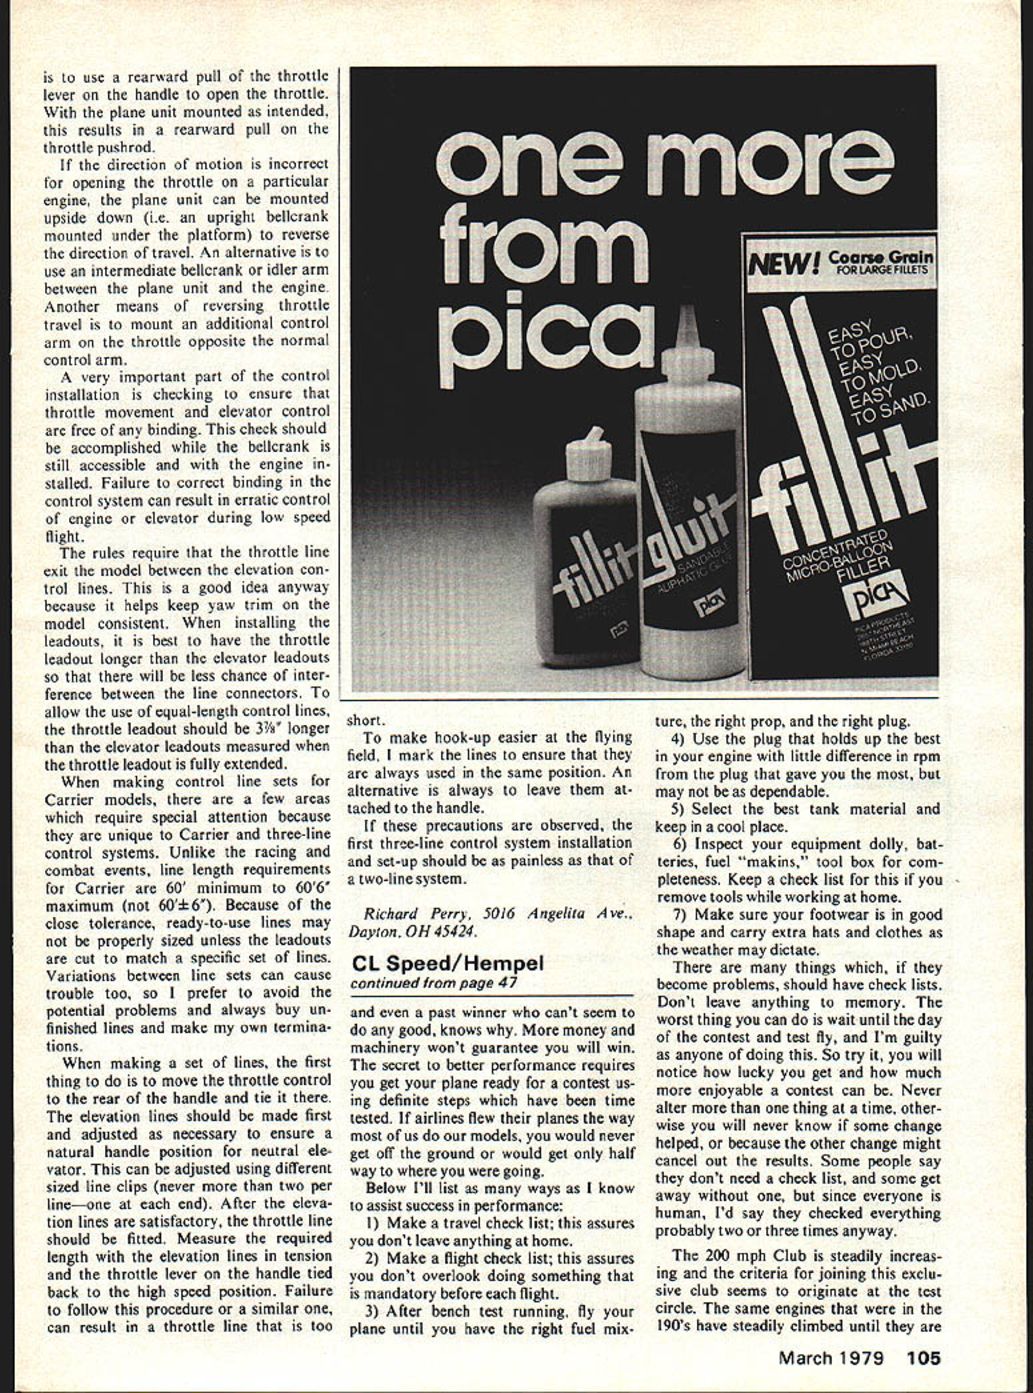 is to use a rearward pull of the throttle
lever on the handle to open the throttle.
With the plane unit mounted as intended,
this results in a rearward pull on the
throttle pushrod.
If the direction of motion is incorrect
for opening the throttle on a particular
engine, the plane unit can be mounted
upside down (i.e. an upright bellcrank
mounted under the platform) to reverse
the direction of travel. An alternative is to
use an intermediate bellcrank or idler arm
between the plane unit and the engine.
Another means of reversing throttle
travel is to mount an additional control
arm on the throttle opposite the normal
control arm.
A very important part of the control
installation is checking to ensure that
throttle movement and elevator control
are free of any binding. This check should
be accomplished while the bellcrank is
still accessible and with the engine in-
stalled. Failure to correct binding in the
control system can result in erratic control
of engine or elevator during low speed
flight.
The rules require that the throttle line
exit the model between the elevation con-
trol lines. This is a good idea anyway
because it helps keep yaw trim on the
model consistent. When installing the
leadouts, it is best to have the throttle
leadout longer than the elevator leadouts
so that there will be less chance of inter-
ference between the line connectors. To
allow the use of equal-length control lines,
the throttle leadout should be 3⅞" longer
than the elevator leadouts measured when
the throttle leadout is fully extended.
When making control line sets for
Carrier models, there are a few areas
which require special attention because
they are unique to Carrier and three-line
control systems. Unlike the racing and
combat events, line length requirements
for Carrier are 60' minimum to 60'6"
maximum (not 60'±6"). Because of the
close tolerance, ready-to-use lines may
not be properly sized unless the leadouts
are cut to match a specific set of lines.
Variations between line sets can cause
trouble too, so I prefer to avoid the
potential problems and always buy un-
finished lines and make my own termina-
tions.
When making a set of lines, the first
thing to do is to move the throttle control
to the rear of the handle and tie it there.
The elevation lines should be made first
and adjusted as necessary to ensure a
natural handle position for neutral ele-
vator. This can be adjusted using different
sized line clips (never more than two per
line—one at each end). After the eleva-
tion lines are satisfactory, the throttle line
should be fitted. Measure the required
length with the elevation lines in tension
and the throttle lever on the handle tied
back to the high speed position. Failure
to follow this procedure or a similar one,
can result in a throttle line that is too
one more
from
pica
NEW! Coarse Grain
FOR LARGE FILLETS
EASY
TO POUR,
EASY
TO MOLD,
EASY
TO SAND.
fillit
CONCENTRATED
MICRO-BALLOON
FILLER
PICA
PICA PRODUCTS
N MIAMI BEACH
FLORIDA
fillit
gluit
SANDABLE
ALIPHATIC GLUE
PICA
short.
To make hook-up easier at the flying
field, I mark the lines to ensure that they
are always used in the same position. An
alternative is always to leave them at-
tached to the handle.
If these precautions are observed, the
first three-line control system installation
and set-up should be as painless as that of
a two-line system.
Richard Perry, 5016 Angelita Ave.,
Dayton, OH 45424.
CL Speed/Hempel
continued from page 47
and even a past winner who can't seem to
do any good, knows why. More money and
machinery won't guarantee you will win.
The secret to better performance requires
you get your plane ready for a contest us-
ing definite steps which have been time
tested. If airlines flew their planes the way
most of us do our models, you would never
get off the ground or would get only half
way to where you were going.
Below I'll list as many ways as I know
to assist success in performance:
1) Make a travel check list; this assures
you don't leave anything at home.
2) Make a flight check list; this assures
you don't overlook doing something that
is mandatory before each flight.
3) After bench test running, fly your
plane until you have the right fuel mix-
ture, the right prop, and the right plug.
4) Use the plug that holds up the best
in your engine with little difference in rpm
from the plug that gave you the most, but
may not be as dependable.
5) Select the best tank material and
keep in a cool place.
6) Inspect your equipment dolly, bat-
teries, fuel "makins," tool box for com-
pleteness. Keep a check list for this if you
remove tools while working at home.
7) Make sure your footwear is in good
shape and carry extra hats and clothes as
the weather may dictate.
There are many things which, if they
become problems, should have check lists.
Don't leave anything to memory. The
worst thing you can do is wait until the day
of the contest and test fly, and I'm guilty
as anyone of doing this. So try it, you will
notice how lucky you get and how much
more enjoyable a contest can be. Never
alter more than one thing at a time, other-
wise you will never know if some change
helped, or because the other change might
cancel out the results. Some people say
they don't need a check list, and some get
away without one, but since everyone is
human, I'd say they checked everything
probably two or three times anyway.
The 200 mph Club is steadily increas-
ing and the criteria for joining this exclu-
sive club seems to originate at the test
circle. The same engines that were in the
190's have steadily climbed until they are
March 1979 105